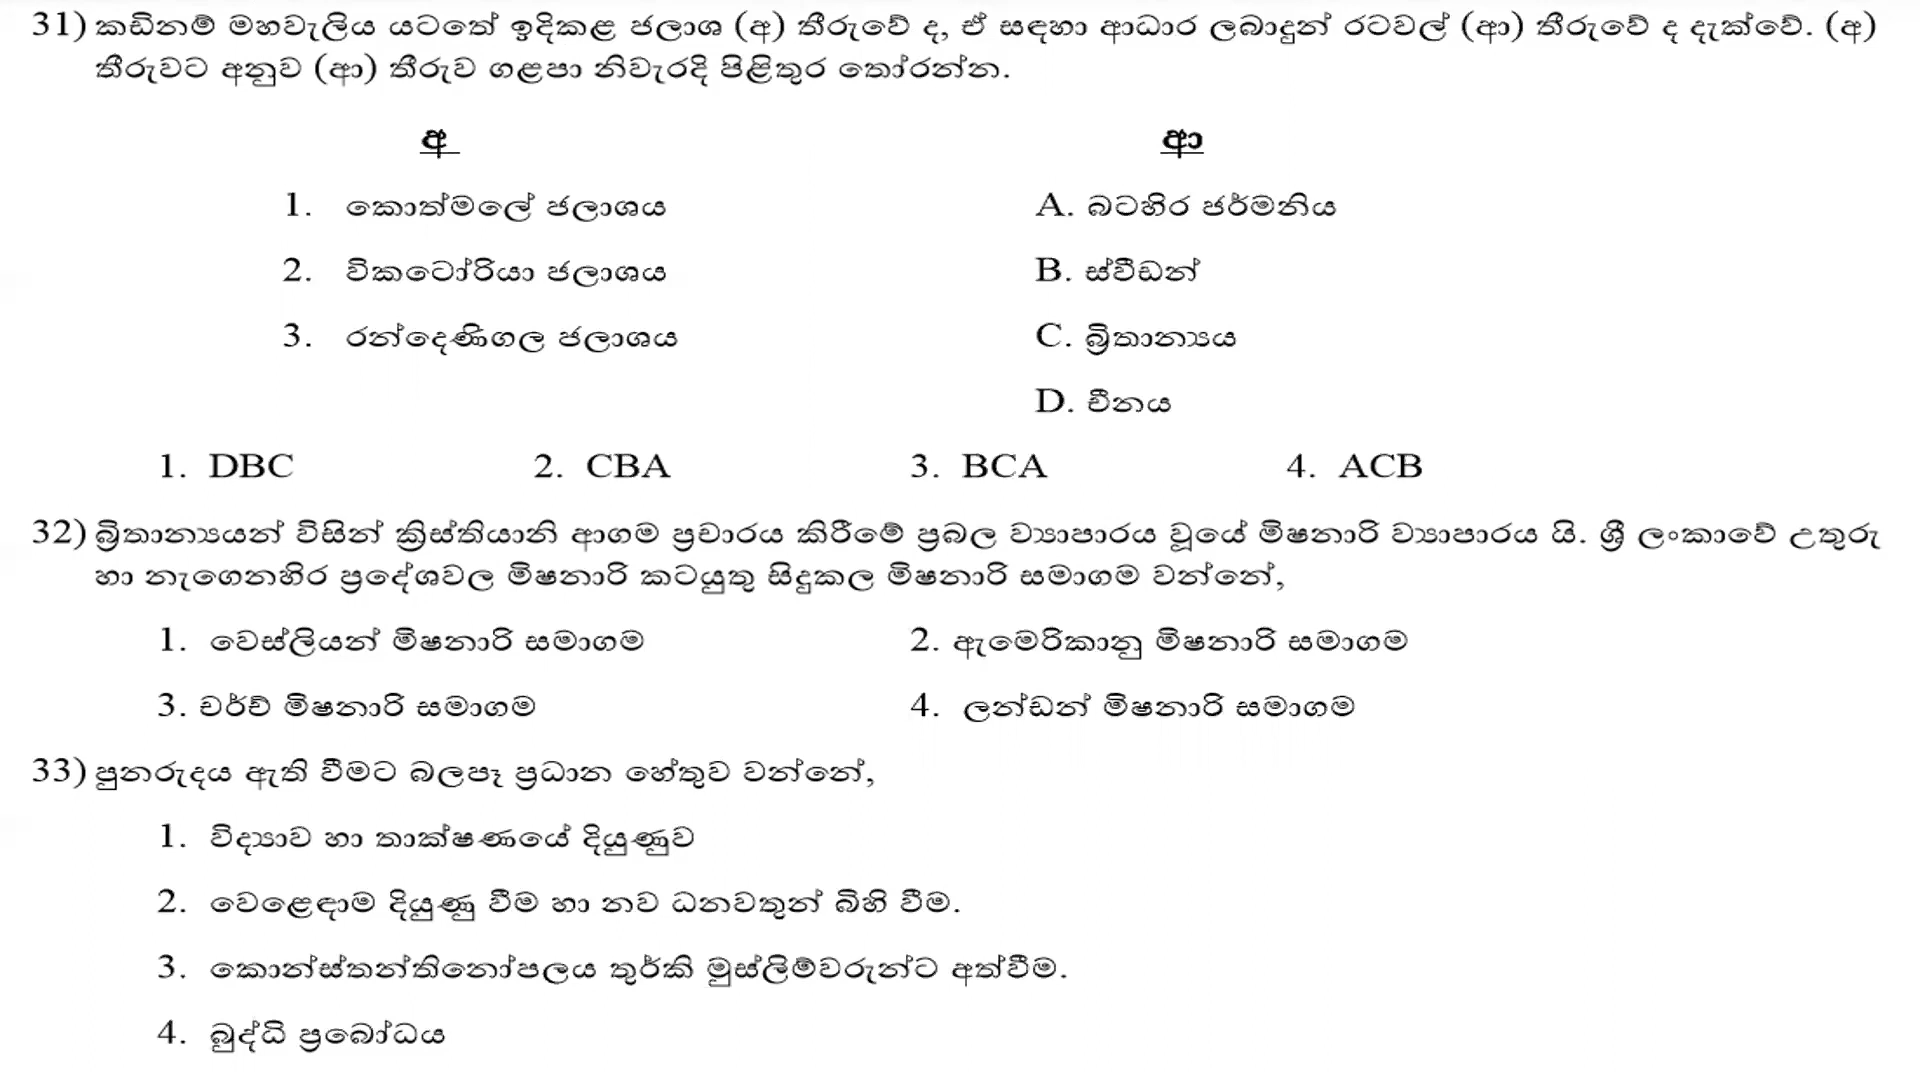 31) කඩිනම් මහවැලිය යටතේ ඉදිකළ ජලාශ (අ) තීරුවේ ද, ඒ සඳහා ආධාර ලබාදුන් රටවල් (ආ) තීරුවේ ද දැක්වේ. (අ)
තීරුවට අනුව (ආ) තීරුව ගළපා නිවැරදි පිළිතුර තෝරන්න.
අ ආ
1. කොත්මලේ ජලාශය A. බටහිර ජර්මනිය
2. වික‍ටෝරියා ජලාශය B. ස්වීඩන්
3. රන්දෙණිගල ජලාශය C. බ්‍රිතාන්‍යය
D. චීනය
1. DBC 2. CBA 3. BCA 4. ACB
32) බ්‍රිතාන්‍යයන් විසින් ක්‍රිස්තියානි ආගම ප්‍රචාරය කිරීමේ ප්‍රබල ව්‍යාපාරය වූයේ මිෂනාරි ව්‍යාපාරය යි. ශ්‍රී ලංකාවේ උතුරු
හා නැගෙනහිර ප්‍රදේශවල මිෂනාරි කටයුතු සිදුකල මිෂනාරි සමාගම වන්නේ,
1. වෙස්ලියන් මිෂනාරි සමාගම 2. ඇමෙරිකානු මිෂනාරි සමාගම
3. චර්ච් මිෂනාරි සමාගම 4. ලන්ඩන් මිෂනාරි සමාගම
33) පුනරුදය ඇති වීමට බලපෑ ප්‍රධාන හේතුව වන්නේ,
1. විද්‍යාව හා තාක්ෂණයේ දියුණුව
2. වෙළෙඳාම දියුණු වීම හා නව ධනවතුන් බිහි වීම.
3. කොන්ස්තන්තිනෝපලය තුර්කි මුස්ලිම්වරුන්ට අත්වීම.
4. බුද්ධි ප්‍රබෝධය